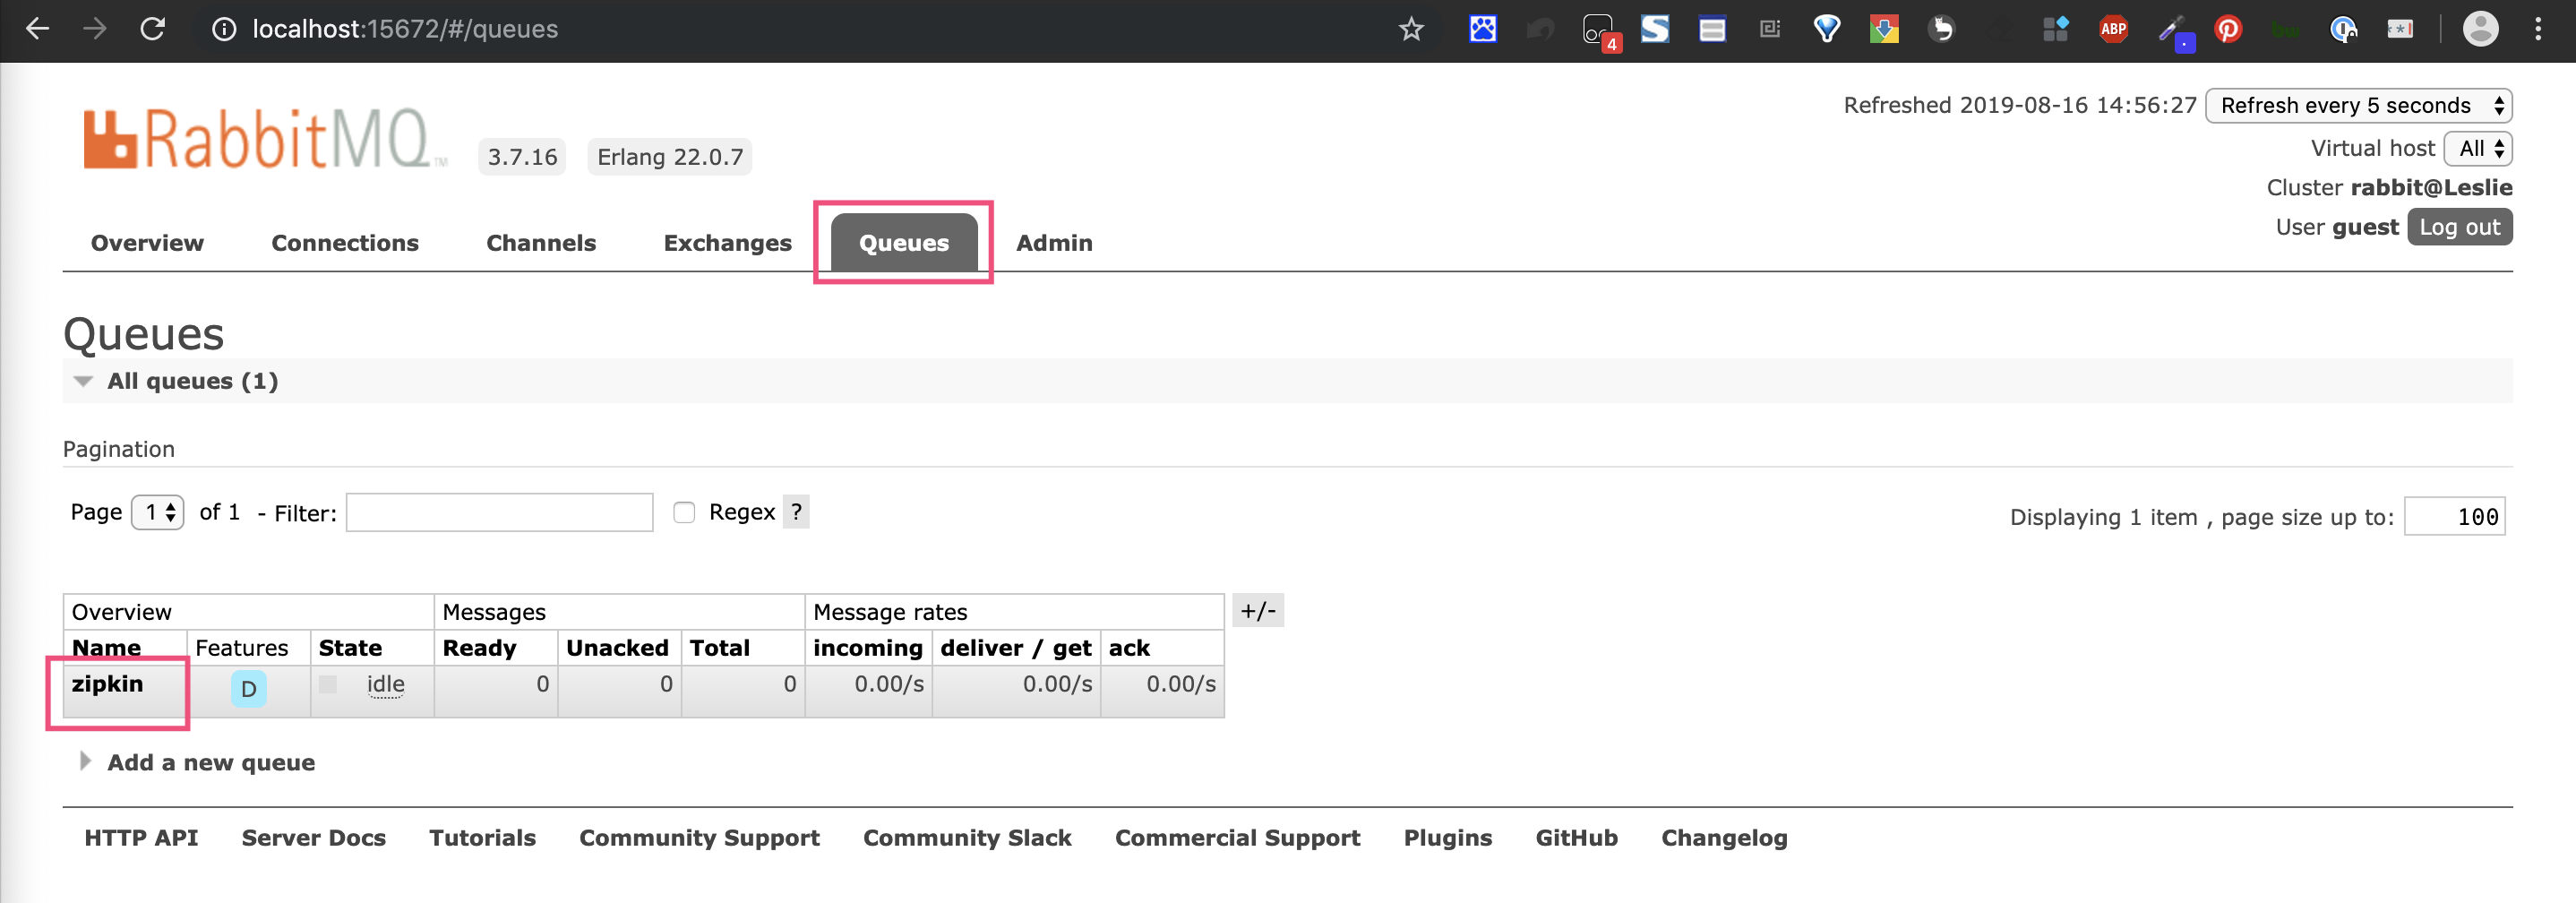 localhost:15672/#/queues
4
ABP
RabbitMQ™
3.7.16
Erlang 22.0.7
Refreshed 2019-08-16 14:56:27 Refresh every 5 seconds
Virtual host All
Cluster rabbit@Leslie
User guest Log out
Overview Connections Channels Exchanges Queues Admin
Queues
All queues (1)
Pagination
Page 1 of 1 - Filter: Regex ?
Displaying 1 item , page size up to: 100
Overview Messages Message rates +/-
Name Features State Ready Unacked Total incoming deliver / get ack
zipkin D idle 0 0 0 0.00/s 0.00/s 0.00/s
Add a new queue
HTTP API Server Docs Tutorials Community Support Community Slack Commercial Support Plugins GitHub Changelog